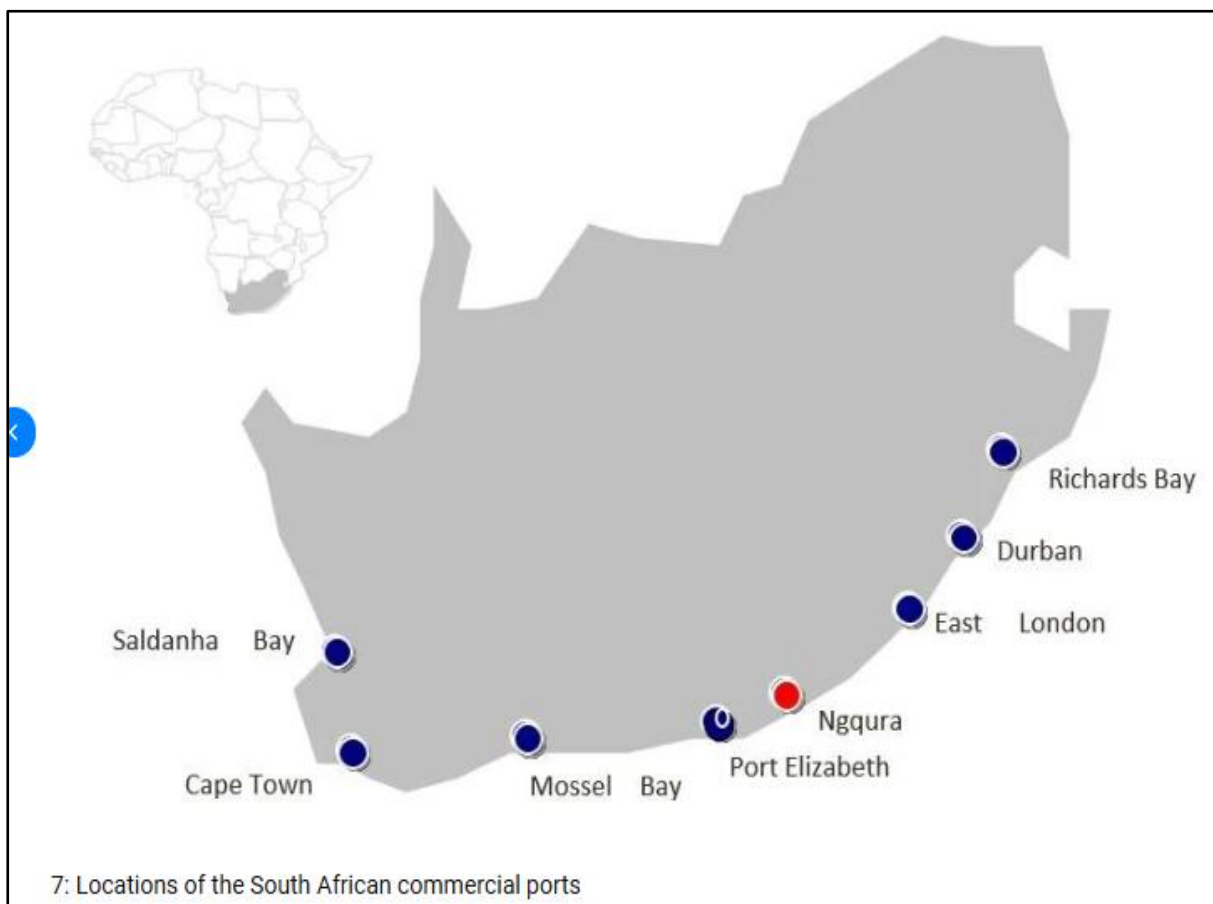 Richards Bay
Durban
East London
Saldanha Bay
Ngqura
Port Elizabeth
Cape Town
Mossel Bay
7: Locations of the South African commercial ports